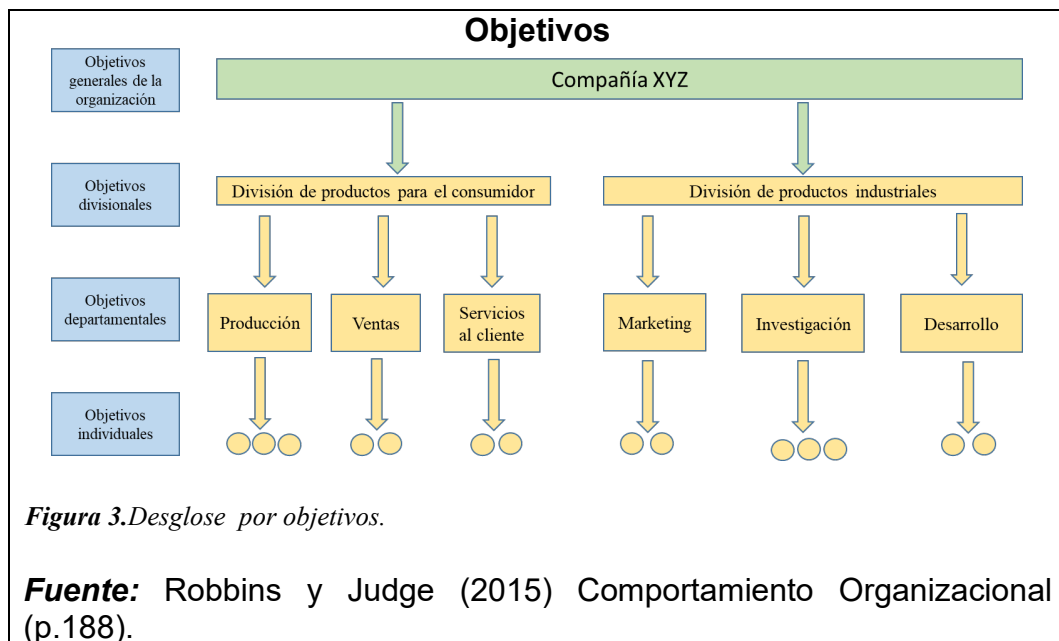 Objetivos
Objetivos
generales de la
organización
Compañía XYZ
Objetivos
divisionales
División de productos para el consumidor
División de productos industriales
Objetivos
departamentales
Producción
Ventas
Servicios
al cliente
Marketing
Investigación
Desarrollo
Objetivos
individuales
Figura 3.Desglose por objetivos.
Fuente: Robbins y Judge (2015) Comportamiento Organizacional
(p.188).